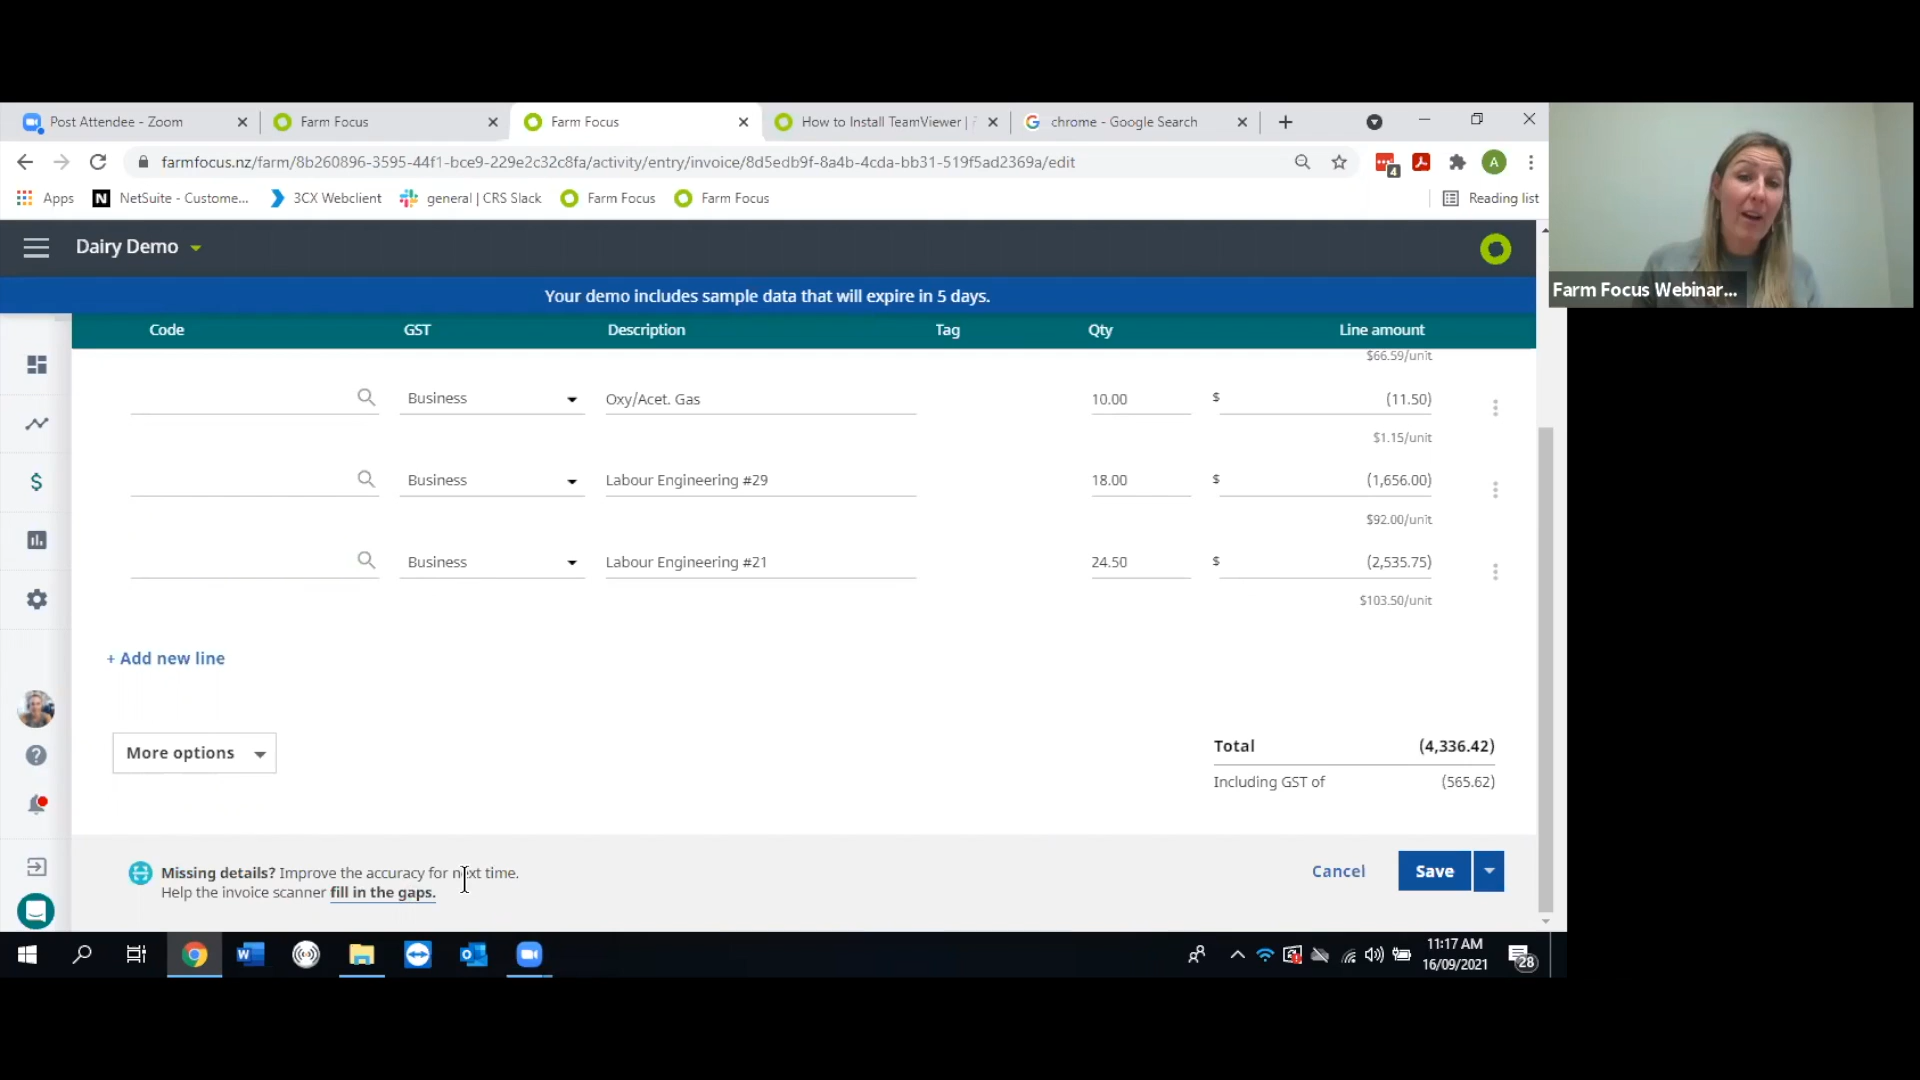 Post Attendee - Zoom
Farm Focus
Farm Focus
How to Install TeamViewer |
chrome - Google Search
farmfocus.nz/farm/8b260896-3595-44f1-bce9-229e2c32c8fa/activity/entry/invoice/8d5edb9f-8a4b-4cda-bb31-519f5ad2369a/edit
4
A
Apps
NetSuite - Custome...
3CX Webclient
general | CRS Slack
Farm Focus
Farm Focus
Reading list
Dairy Demo
Farm Focus Webinar...
Your demo includes sample data that will expire in 5 days.
Code GST Description Tag Qty Line amount
$66.59/unit
Business Oxy/Acet. Gas 10.00 $ (11.50)
$1.15/unit
Business Labour Engineering #29 18.00 $ (1,656.00)
$92.00/unit
Business Labour Engineering #21 24.50 $ (2,535.75)
$103.50/unit
+ Add new line
More options
Total (4,336.42)
Including GST of (565.62)
Missing details? Improve the accuracy for next time.
Help the invoice scanner fill in the gaps.
Cancel
Save
11:17 AM
16/09/2021
28